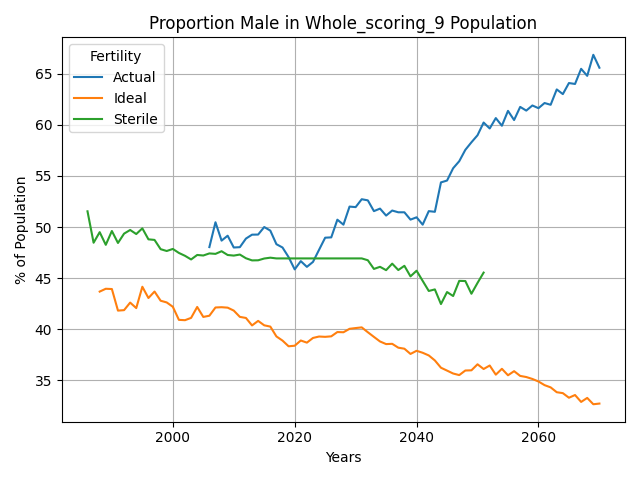 Proportion Male in Whole_scoring_9 Population
Fertility
Actual
Ideal
Sterile
% of Population
65
60
55
50
45
40
35
2000 2020 2040 2060
Years